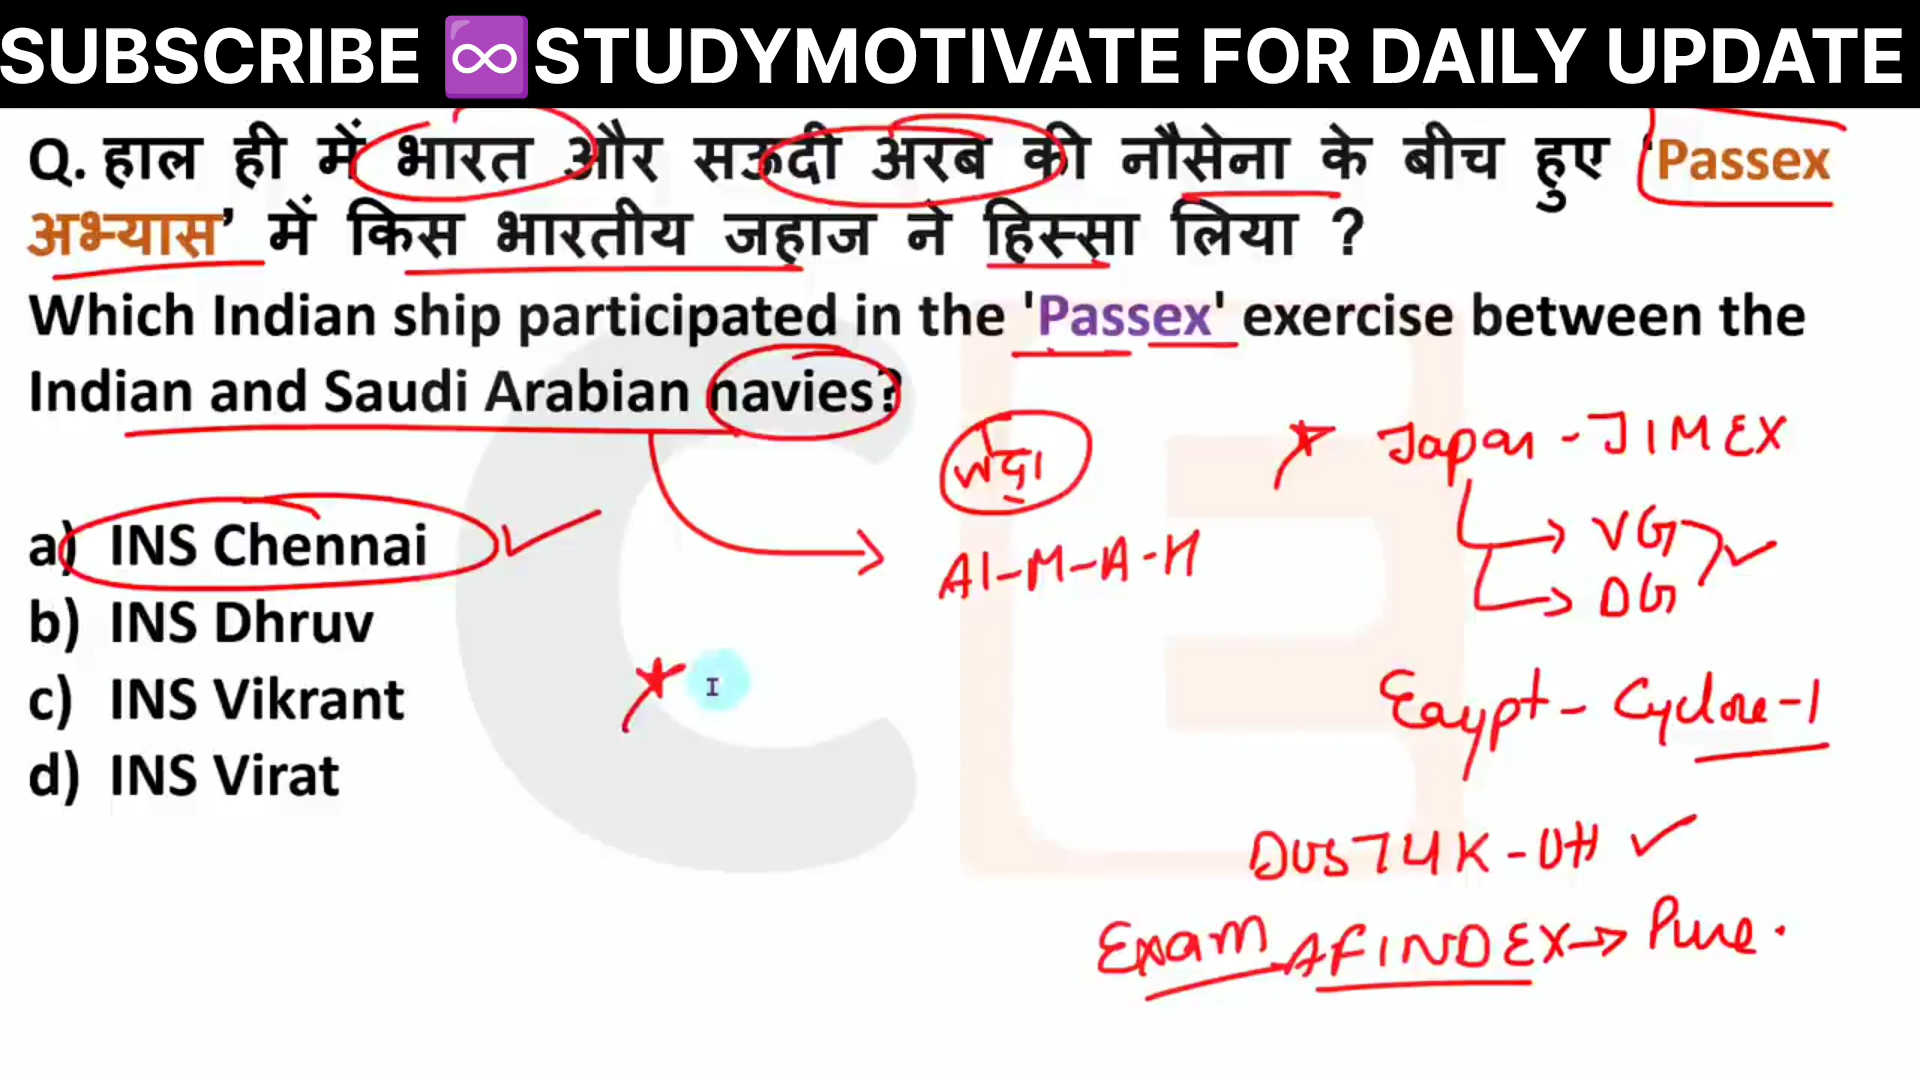 SUBSCRIBE ♾️STUDYMOTIVATE FOR DAILY UPDATE
Q. हाल ही में भारत और सऊदी अरब की नौसेना के बीच हुए ‘Passex
अभ्यास’ में किस भारतीय जहाज ने हिस्सा लिया ?
Which Indian ship participated in the 'Passex' exercise between the
Indian and Saudi Arabian navies?
a) INS Chennai
b) INS Dhruv
c) INS Vikrant
d) INS Virat
Al-M-A-H
Japan - JIMEX
VG
DG
Egypt - Cyclone-1
DUSTLIK-UH
Exam AFINDEX→ Pune.